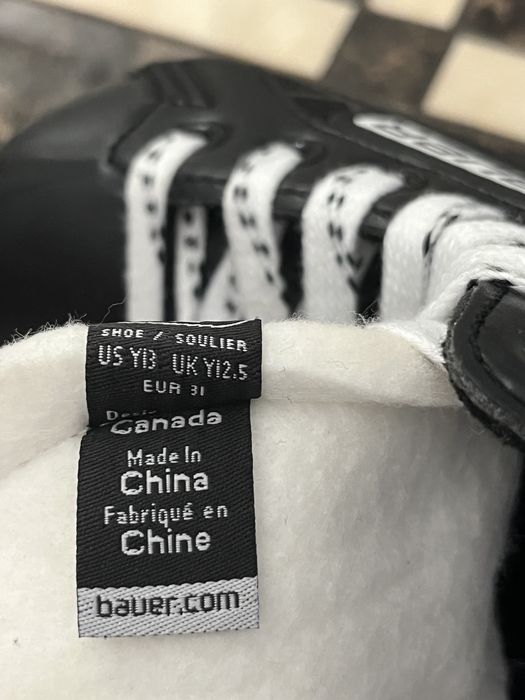 SHOE / SOULIER
US Y13 UK Y12.5
EUR 31
Canada
Made In
China
Fabriqué en
Chine
bauer.com